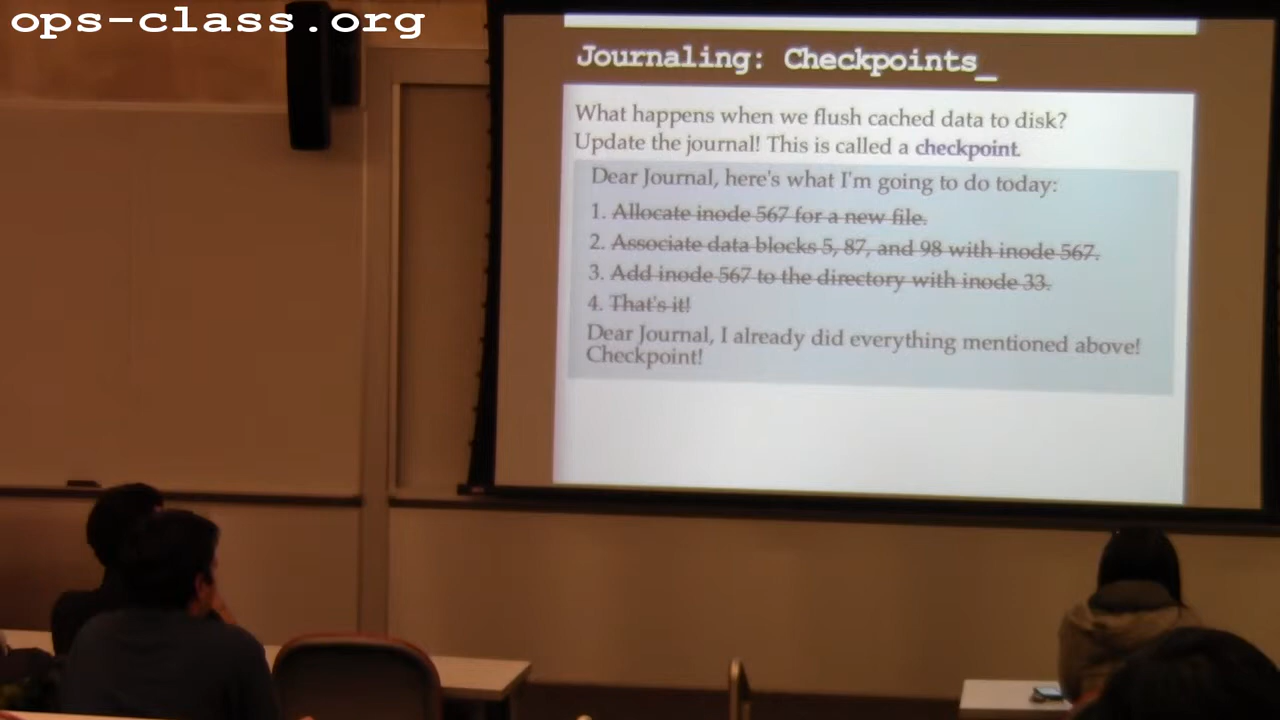 ops-class.org
Journaling: Checkpoints_
What happens when we flush cached data to disk?
Update the journal! This is called a checkpoint.
Dear Journal, here's what I'm going to do today:
1. Allocate inode 567 for a new file.
2. Associate data blocks 5, 87, and 98 with inode 567.
3. Add inode 567 to the directory with inode 33.
4. That's it!
Dear Journal, I already did everything mentioned above!
Checkpoint!